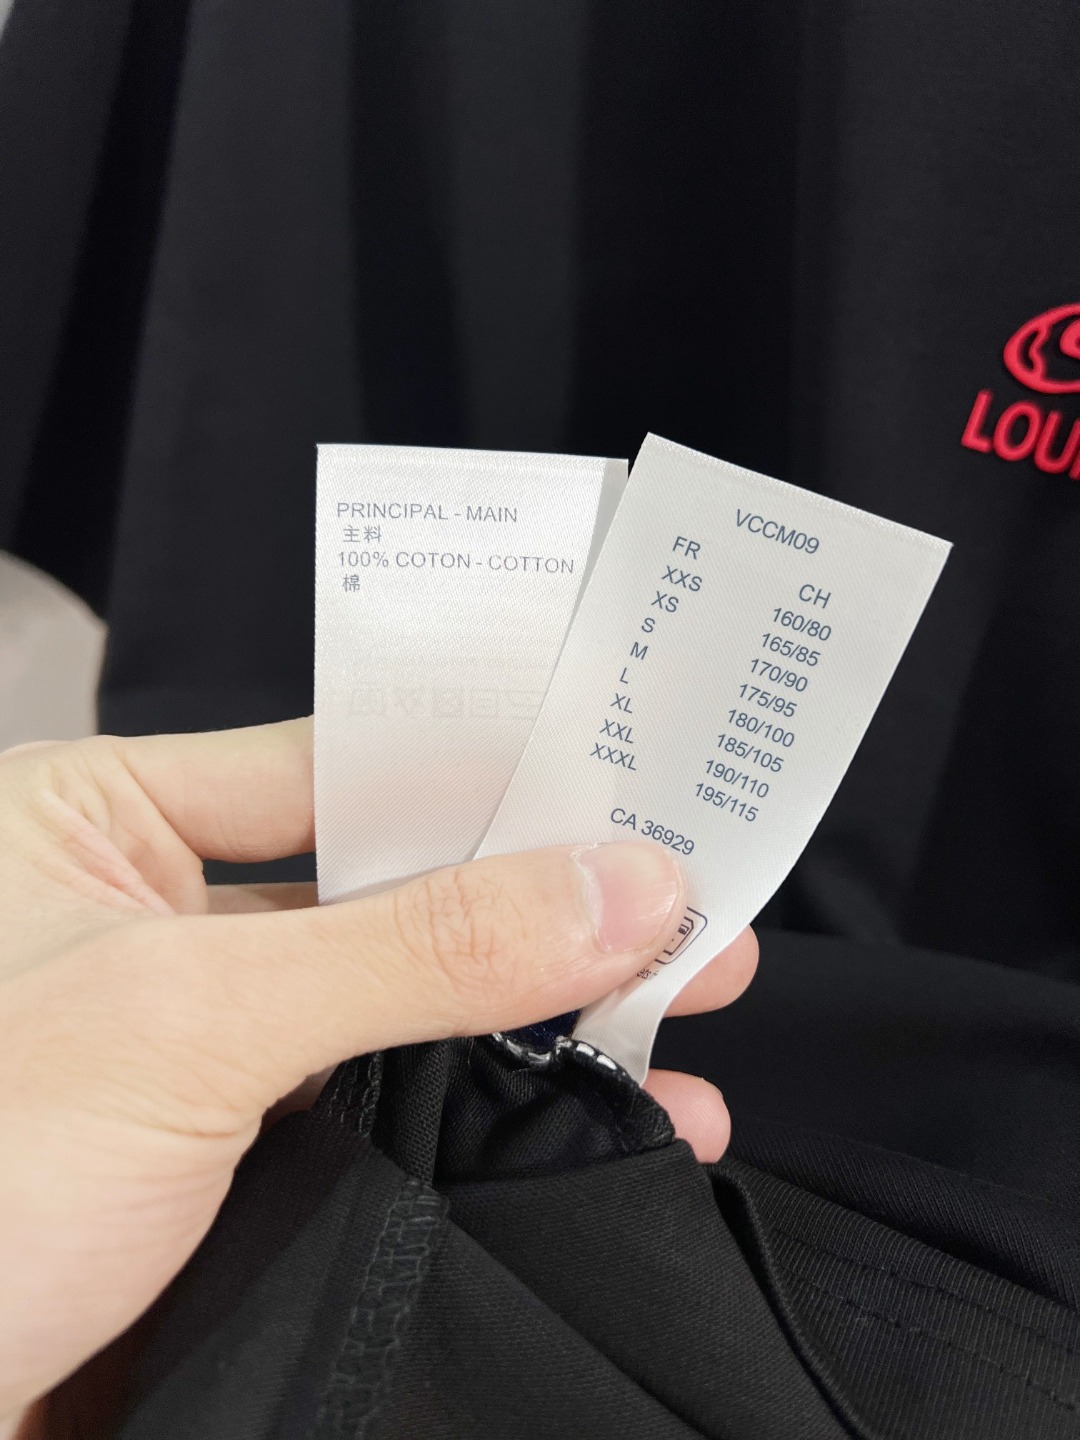 PRINCIPAL - MAIN
主料
100% COTON - COTTON
棉
VCCM09
FR CH
XXS 160/80
XS 165/85
S 170/90
M 175/95
L 180/100
XL 185/105
XXL 190/110
XXXL 195/115
CA 36929
LOU